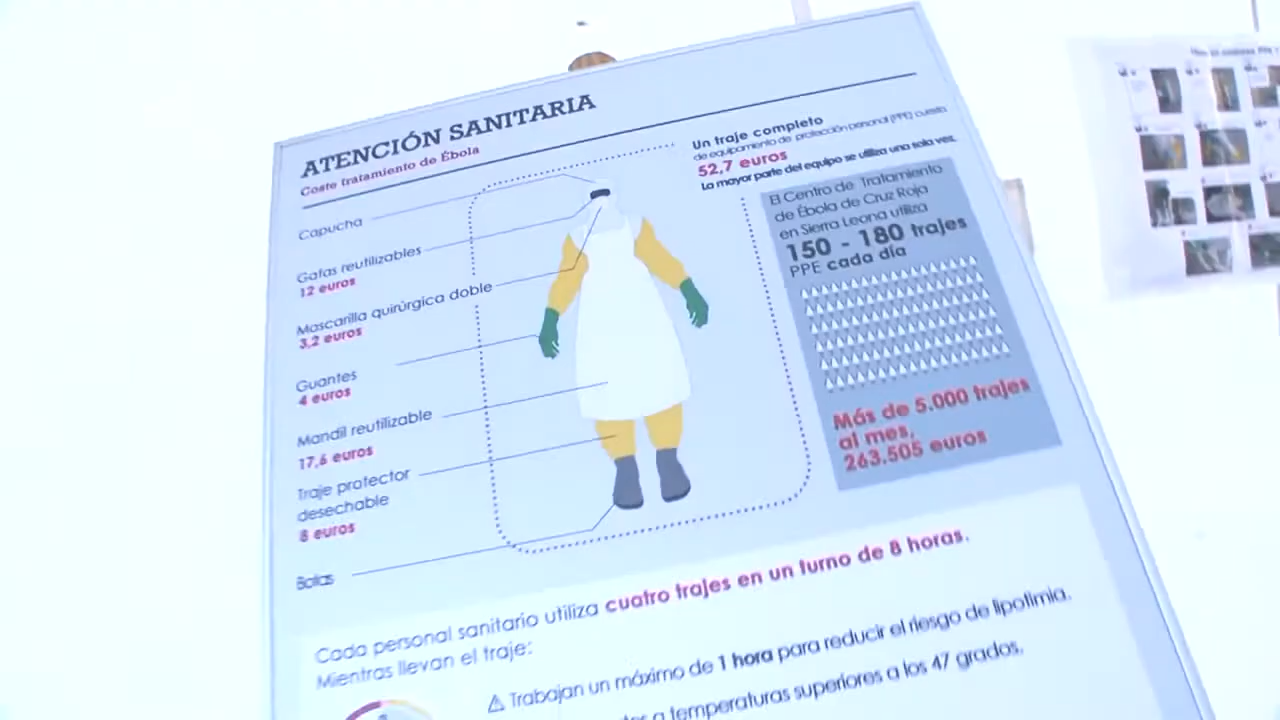 ATENCIÓN SANITARIA
Coste tratamiento de Ébola
Un traje completo
de equipamiento de protección personal (PPE) cuesta
52,7 euros
La mayor parte del equipo se utiliza una sola vez.
Capucha
Gafas reutilizables
12 euros
Mascarilla quirúrgica doble
3,2 euros
Guantes
4 euros
Mandil reutilizable
17,6 euros
Traje protector
desechable
8 euros
Botas
El Centro de Tratamiento
de Ébola de Cruz Roja
en Sierra Leona utiliza
150 - 180 trajes
PPE cada día
Más de 5.000 trajes
al mes,
263.505 euros
Cada personal sanitario utiliza cuatro trajes en un turno de 8 horas.
Mientras llevan el traje:
Trabajan un máximo de 1 hora para reducir el riesgo de lipotimia.
a temperaturas superiores a los 47 grados.